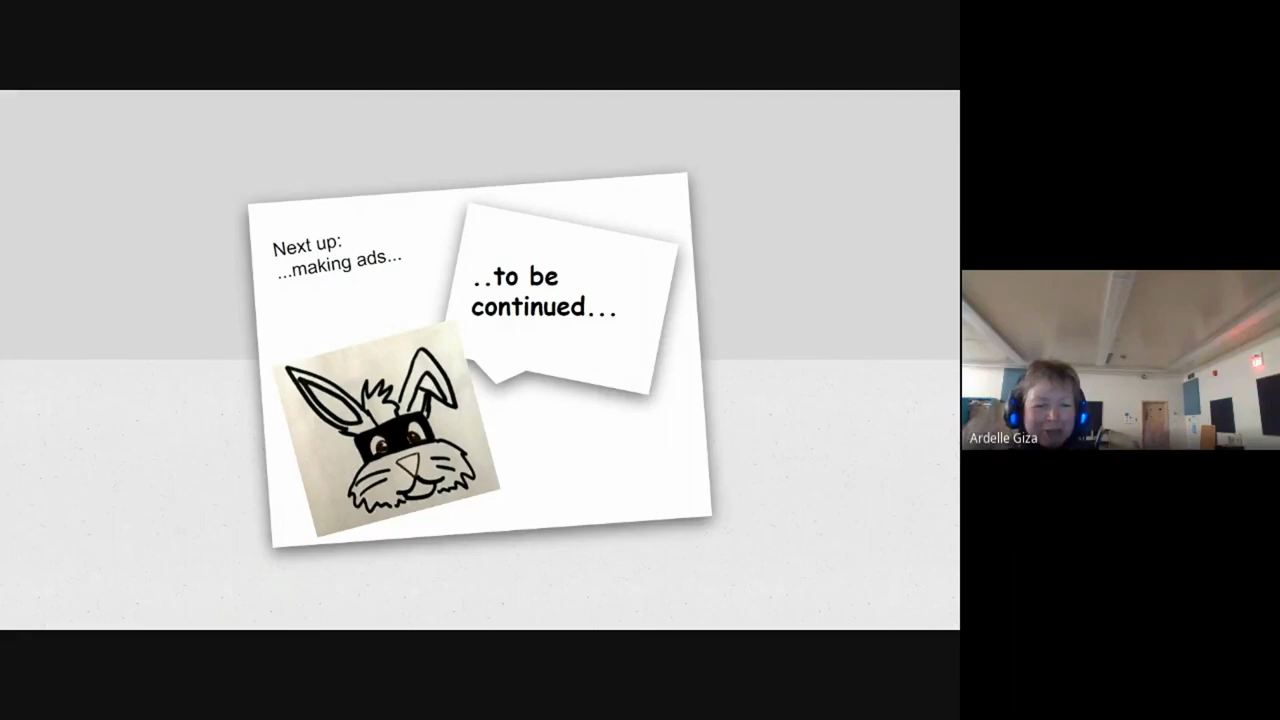 Next up:
...making ads...
..to be
continued...
Ardelle Giza